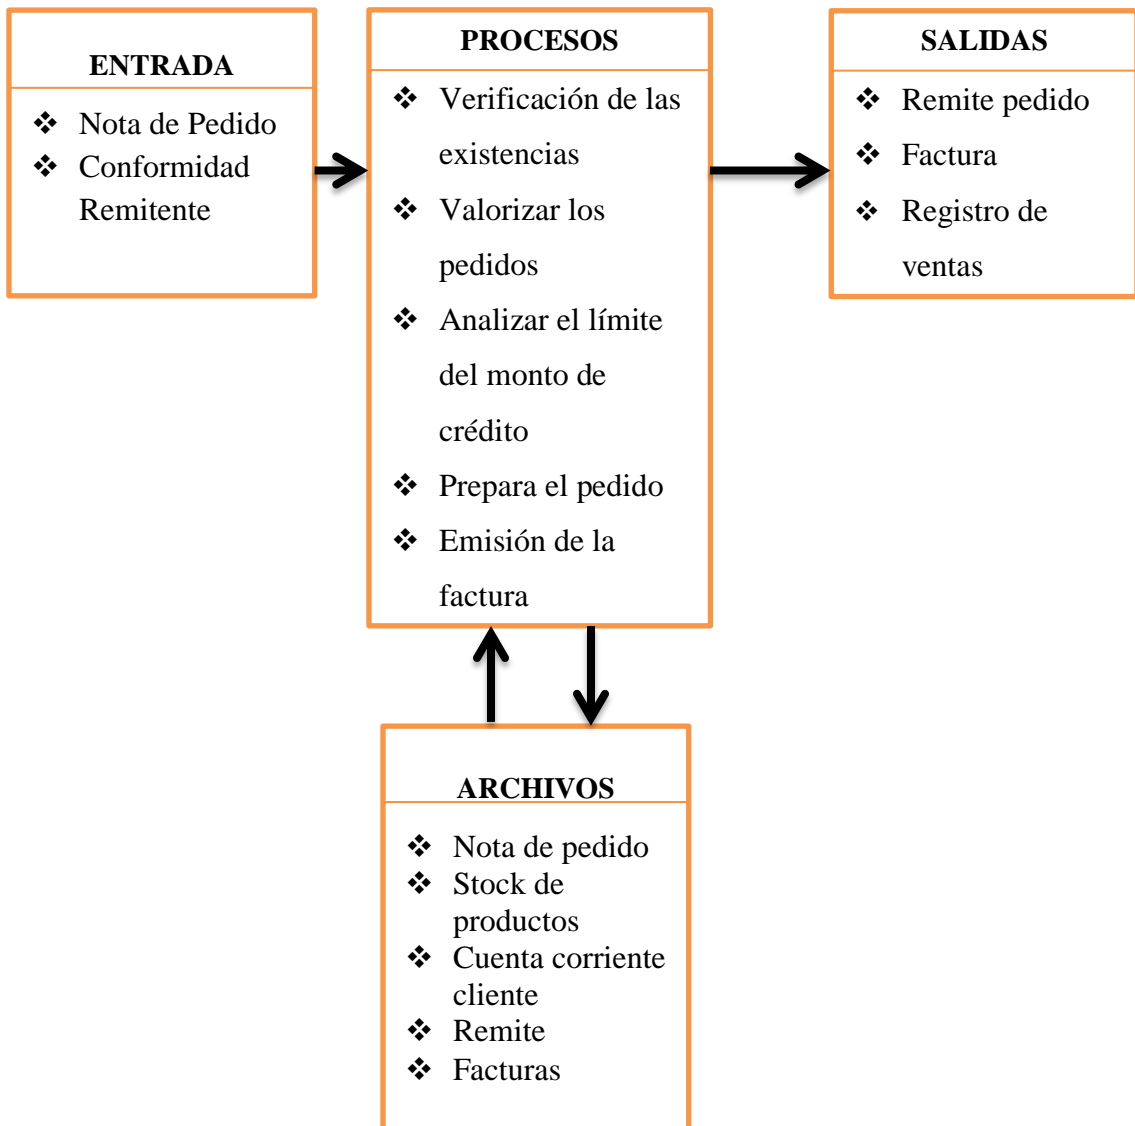 ENTRADA
❖ Nota de Pedido
❖ Conformidad
Remitente
PROCESOS
❖ Verificación de las
existencias
❖ Valorizar los
pedidos
❖ Analizar el límite
del monto de
crédito
❖ Prepara el pedido
❖ Emisión de la
factura
SALIDAS
❖ Remite pedido
❖ Factura
❖ Registro de
ventas
ARCHIVOS
❖ Nota de pedido
❖ Stock de
productos
❖ Cuenta corriente
cliente
❖ Remite
❖ Facturas